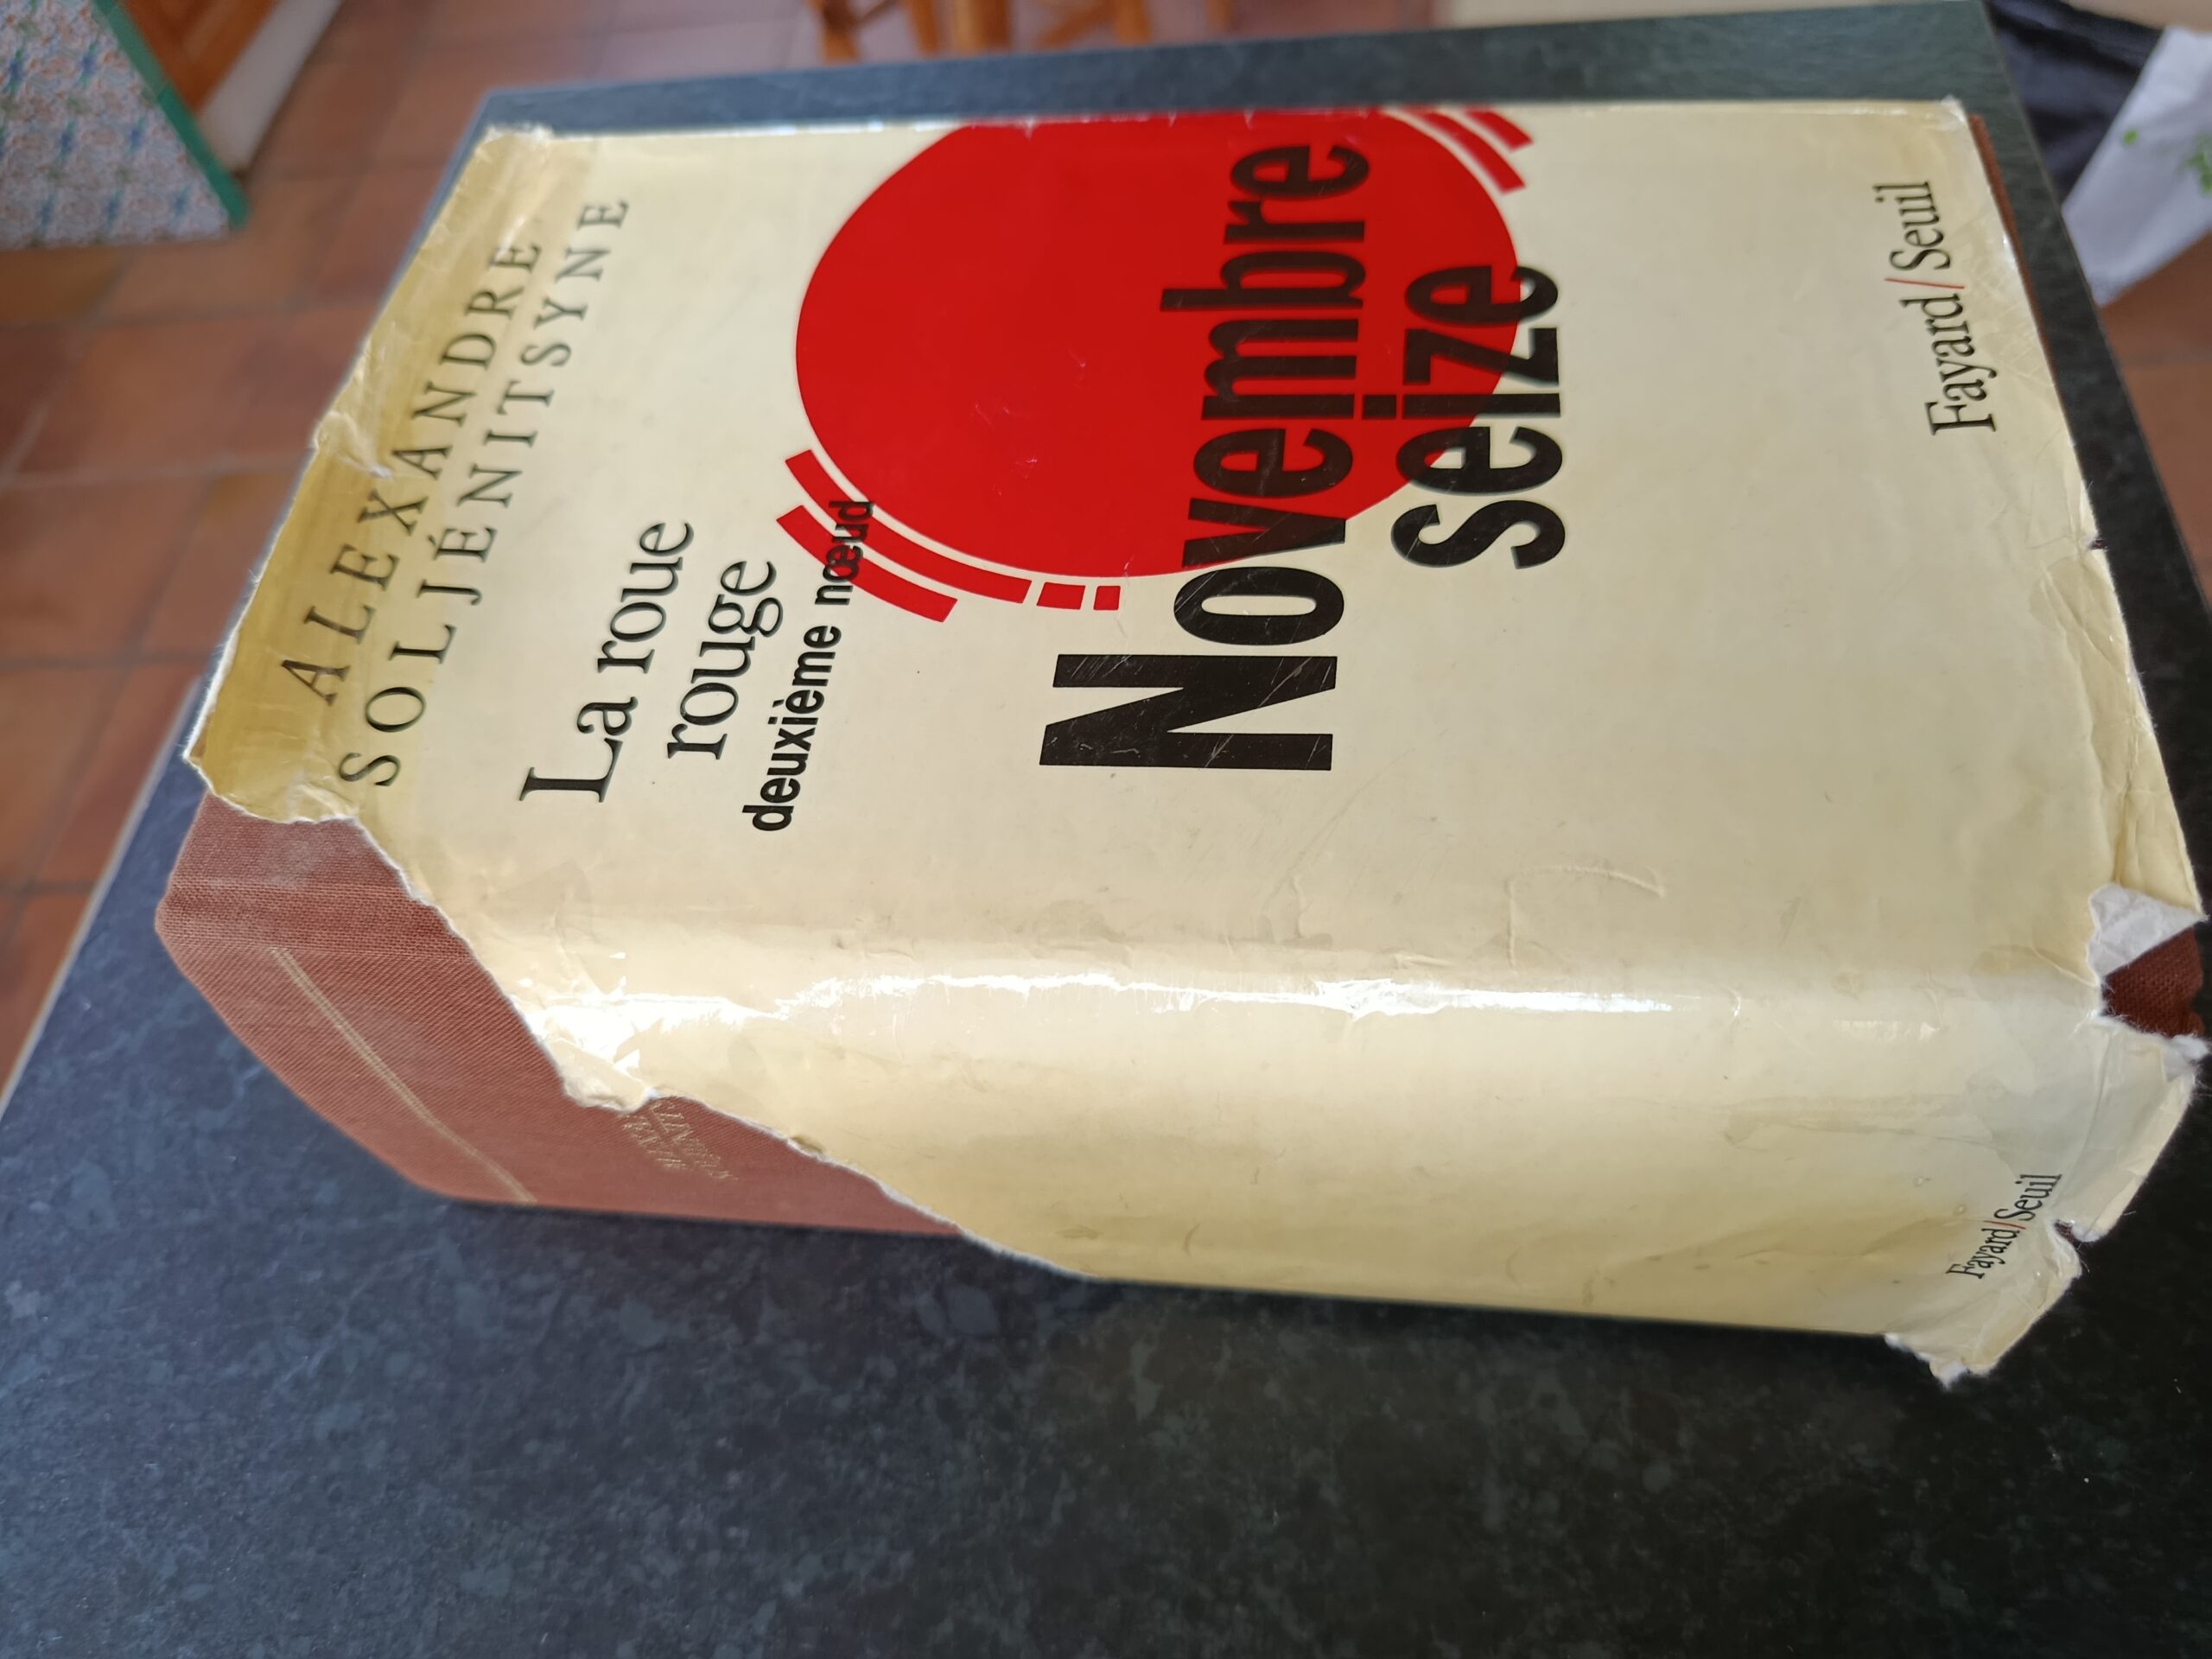 ALEXANDRE
SOLJÉNITSYNE
La roue
rouge
deuxième nœud
Novembre
seize
Fayard/Seuil
Fayard/Seuil